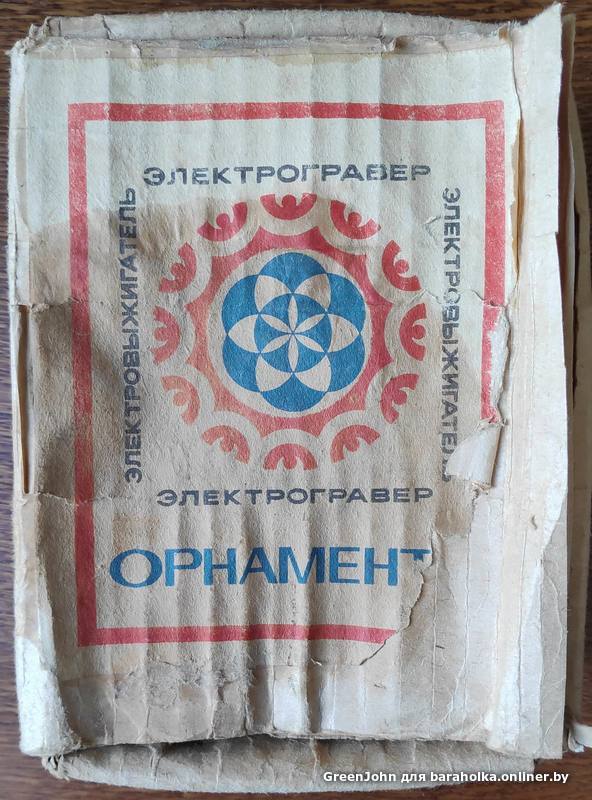 ЭЛЕКТРОГРАВЕР
ЭЛЕКТРОВЫЖИГАТЕЛЬ
ЭЛЕКТРОВЫЖИГАТЕЛЬ
ЭЛЕКТРОГРАВЕР
ОРНАМЕНТ
GreenJohn для baraholka.onliner.by